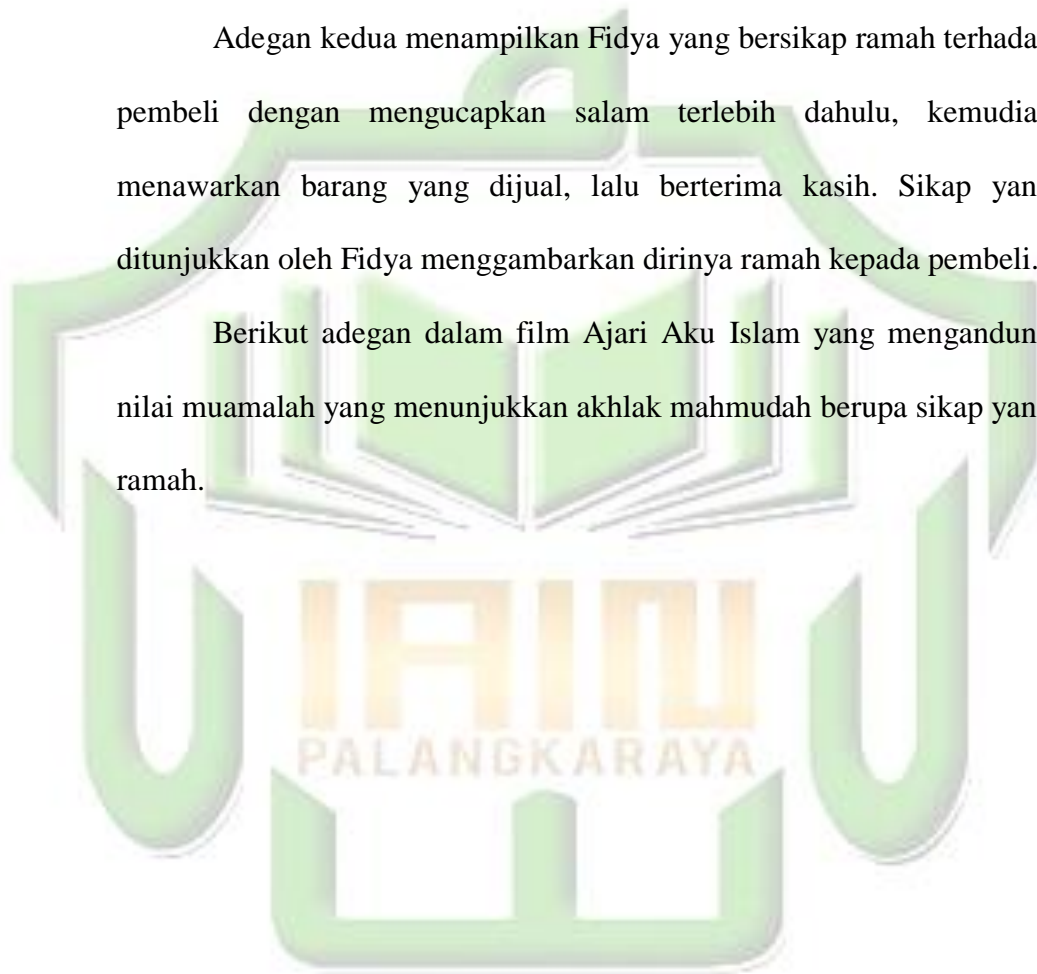 Adegan kedua menampilkan Fidya yang bersikap ramah terhada
pembeli dengan mengucapkan salam terlebih dahulu, kemudia
menawarkan barang yang dijual, lalu berterima kasih. Sikap yan
ditunjukkan oleh Fidya menggambarkan dirinya ramah kepada pembeli.
Berikut adegan dalam film Ajari Aku Islam yang mengandun
nilai muamalah yang menunjukkan akhlak mahmudah berupa sikap yan
ramah.
IAIN
PALANGKARAYA